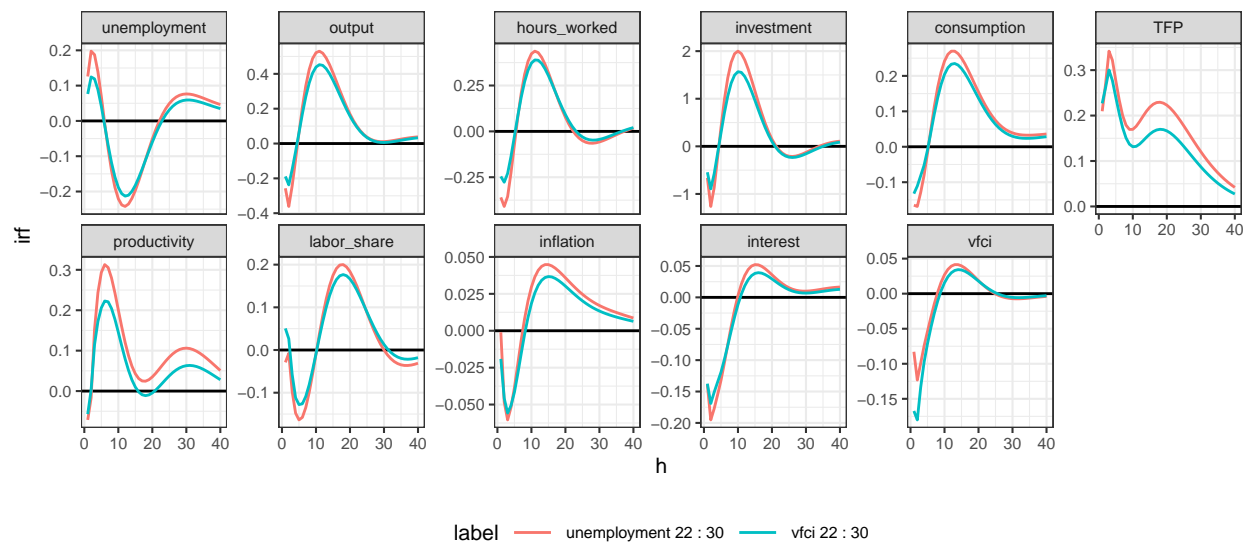 unemployment output hours_worked investment consumption TFP
0.2 0.1 0.0 −0.1 −0.2
0.4 0.2 0.0 −0.2 −0.4
0.25 0.00 −0.25
2 1 0 −1
0.2 0.1 0.0 −0.1
0.3 0.2 0.1 0.0
0 10 20 30 40
irf
productivity labor_share inflation interest vfci
0.3 0.2 0.1 0.0
0.2 0.1 0.0 −0.1
0.050 0.025 0.000 −0.025 −0.050
0.05 0.00 −0.05 −0.10 −0.15 −0.20
0.05 0.00 −0.05 −0.10 −0.15
0 10 20 30 40 0 10 20 30 40 0 10 20 30 40 0 10 20 30 40 0 10 20 30 40
h
label unemployment 22 : 30 vfci 22 : 30